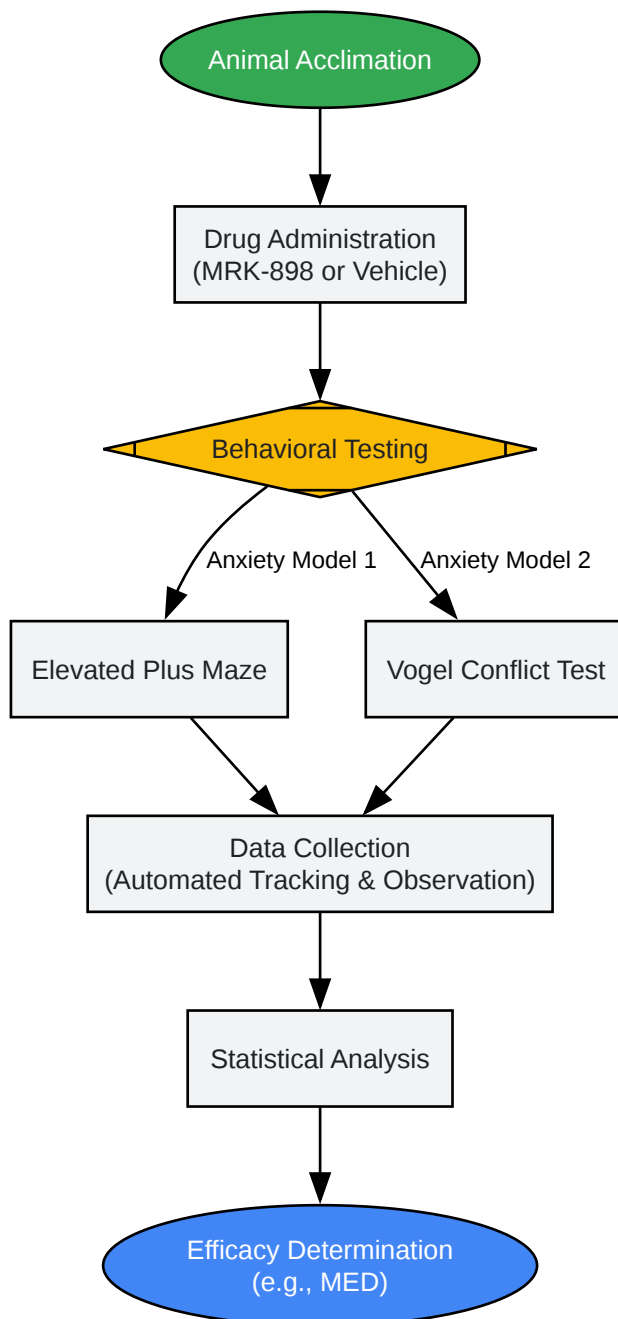 Animal Acclimation
Drug Administration
(MRK-898 or Vehicle)
Behavioral Testing
Anxiety Model 1
Anxiety Model 2
Elevated Plus Maze
Vogel Conflict Test
Data Collection
(Automated Tracking & Observation)
Statistical Analysis
Efficacy Determination
(e.g., MED)